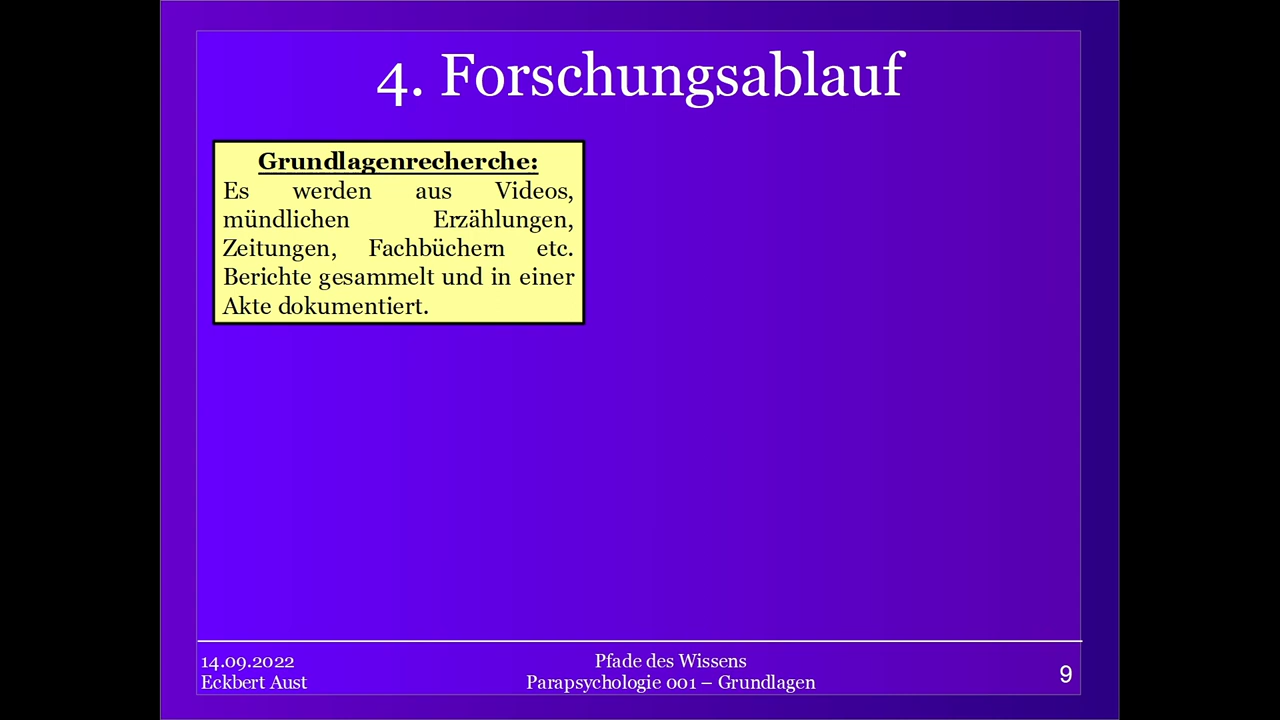 4. Forschungsablauf
Grundlagenrecherche:
Es werden aus Videos,
mündlichen Erzählungen,
Zeitungen, Fachbüchern etc.
Berichte gesammelt und in einer
Akte dokumentiert.
14.09.2022
Eckbert Aust
Pfade des Wissens
Parapsychologie 001 – Grundlagen
9